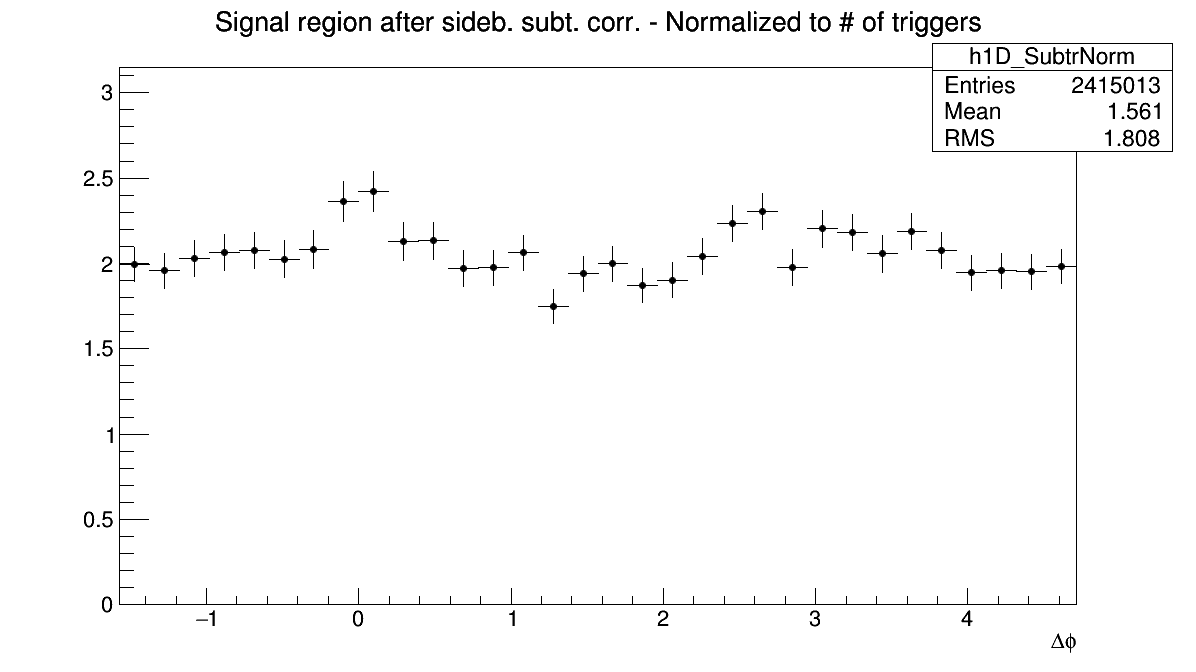 Signal region after sideb. subt. corr. - Normalized to # of triggers
h1D_SubtrNorm
Entries 2415013
Mean 1.561
RMS 1.808
3
2.5
2
1.5
1
0.5
0
−1 0 1 2 3 4
Δϕ